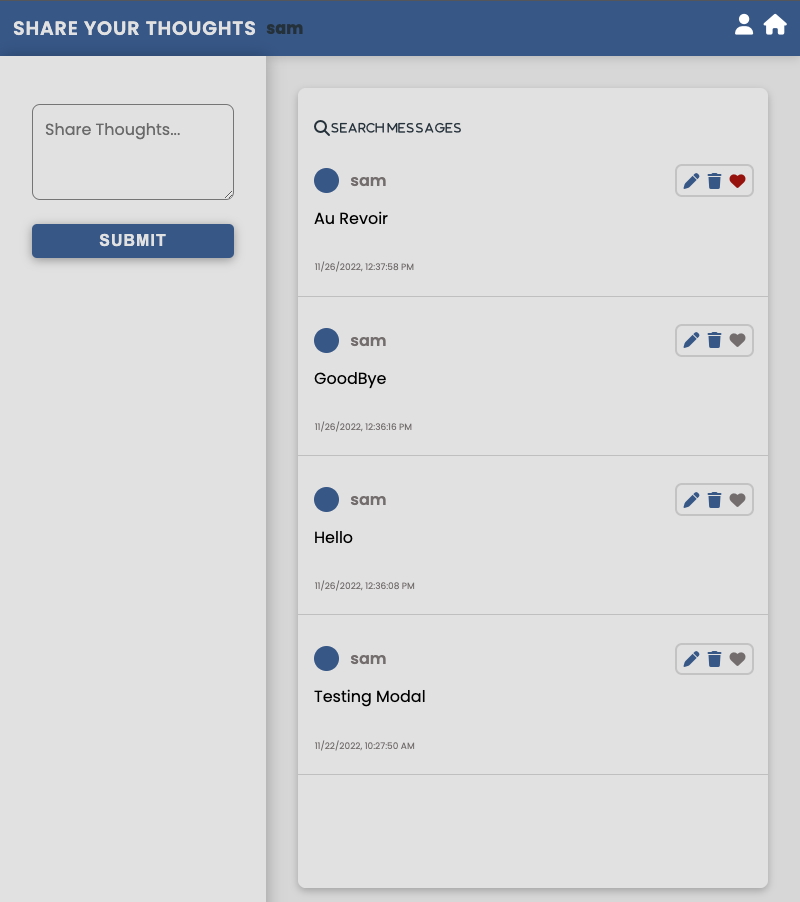 SHARE YOUR THOUGHTS sam
Share Thoughts...
SUBMIT
SEARCH MESSAGES
sam
Au Revoir
11/26/2022, 12:37:58 PM
sam
GoodBye
11/26/2022, 12:36:16 PM
sam
Hello
11/26/2022, 12:36:08 PM
sam
Testing Modal
11/22/2022, 10:27:50 AM